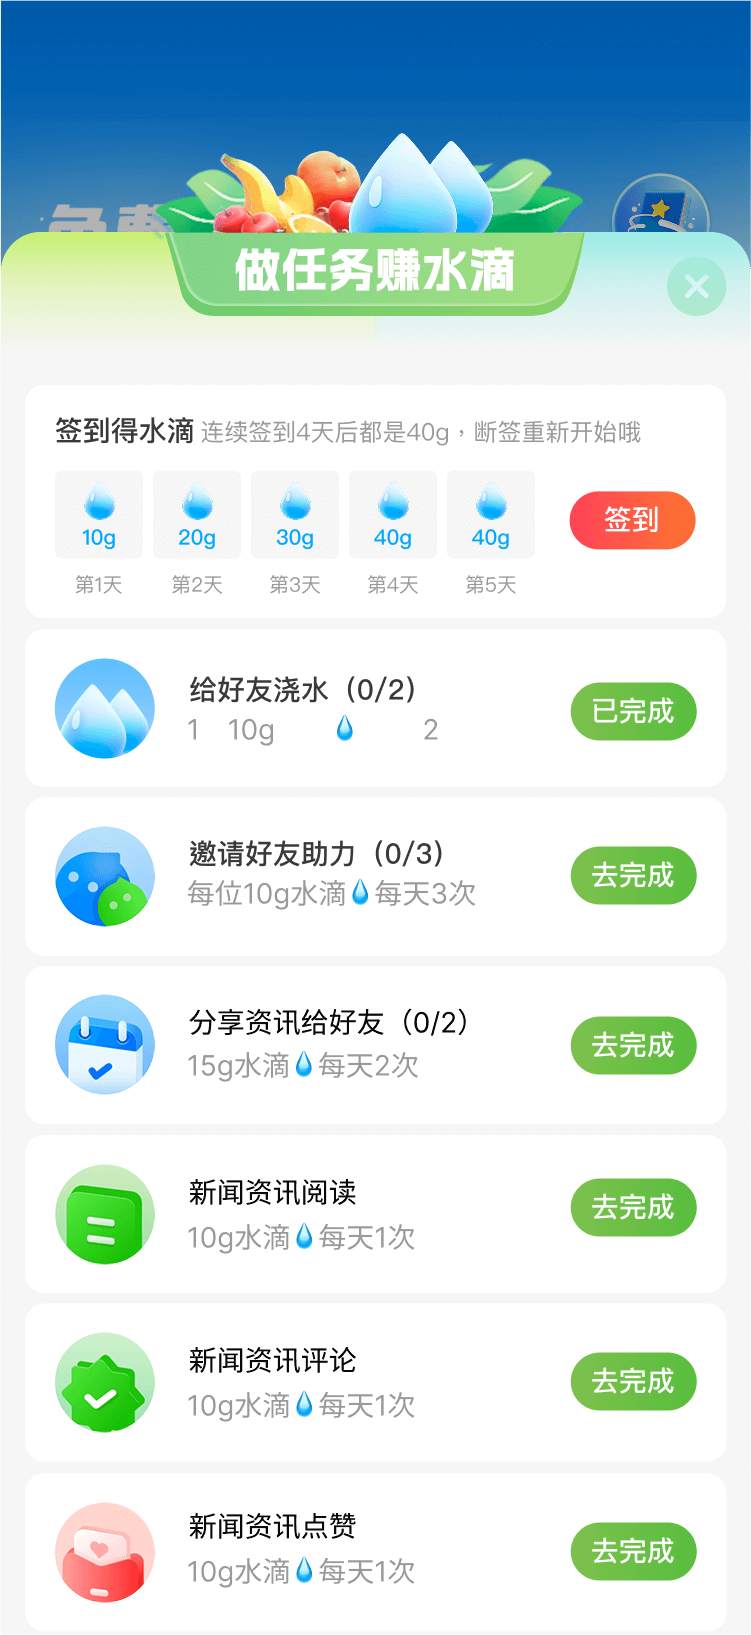 免费
做任务赚水滴
签到得水滴 连续签到4天后都是40g，断签重新开始哦
10g 20g 30g 40g 40g
签到
第1天 第2天 第3天 第4天 第5天
给好友浇水（0/2）
1 10g 💧 2
已完成
邀请好友助力（0/3）
每位10g水滴💧每天3次
去完成
分享资讯给好友（0/2）
15g水滴💧每天2次
去完成
新闻资讯阅读
10g水滴💧每天1次
去完成
新闻资讯评论
10g水滴💧每天1次
去完成
新闻资讯点赞
10g水滴💧每天1次
去完成